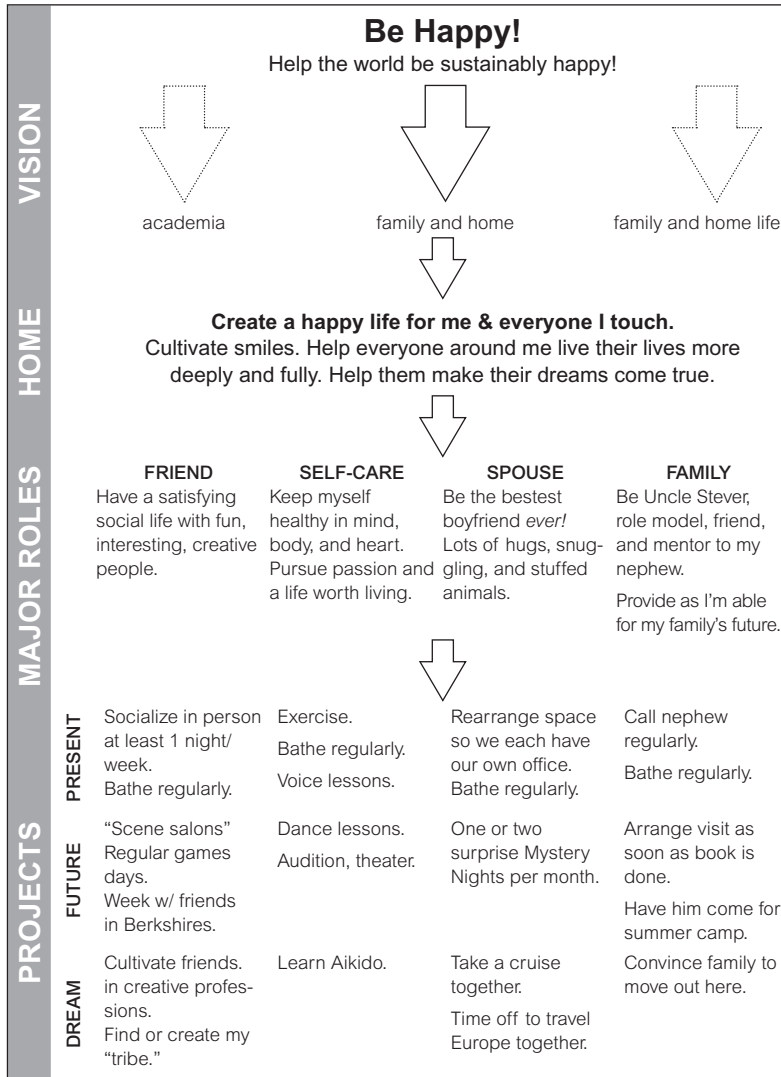 Be Happy!
Help the world be sustainably happy!
VISION
academia
family and home
family and home life
HOME
Create a happy life for me & everyone I touch.
Cultivate smiles. Help everyone around me live their lives more
deeply and fully. Help them make their dreams come true.
MAJOR ROLES
FRIEND
Have a satisfying
social life with fun,
interesting, creative
people.
SELF-CARE
Keep myself
healthy in mind,
body, and heart.
Pursue passion and
a life worth living.
SPOUSE
Be the bestest
boyfriend ever!
Lots of hugs, snug-
gling, and stuffed
animals.
FAMILY
Be Uncle Stever,
role model, friend,
and mentor to my
nephew.
Provide as I'm able
for my family's future.
PROJECTS
PRESENT
Socialize in person
at least 1 night/
week.
Bathe regularly.
Exercise.
Bathe regularly.
Voice lessons.
Rearrange space
so we each have
our own office.
Bathe regularly.
Call nephew
regularly.
Bathe regularly.
FUTURE
“Scene salons”
Regular games
days.
Week w/ friends
in Berkshires.
Dance lessons.
Audition, theater.
One or two
surprise Mystery
Nights per month.
Arrange visit as
soon as book is
done.
Have him come for
summer camp.
DREAM
Cultivate friends.
in creative profes-
sions.
Find or create my
“tribe.”
Learn Aikido.
Take a cruise
together.
Time off to travel
Europe together.
Convince family to
move out here.